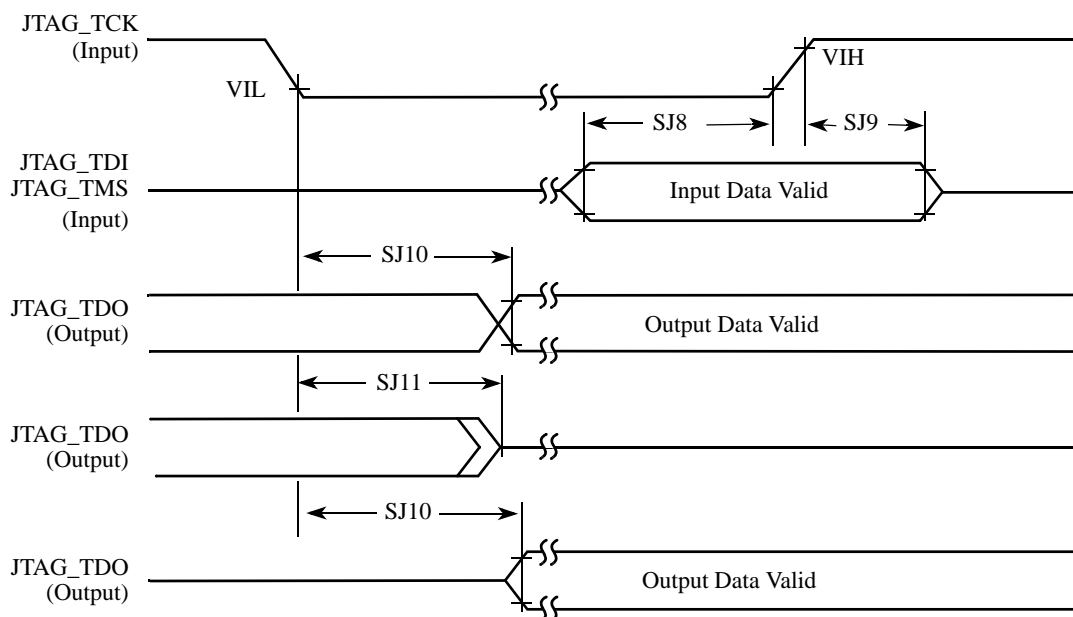 JTAG_TCK
(Input)
VIL
VIH
SJ8
SJ9
JTAG_TDI
JTAG_TMS
(Input)
Input Data Valid
SJ10
JTAG_TDO
(Output)
Output Data Valid
SJ11
JTAG_TDO
(Output)
SJ10
JTAG_TDO
(Output)
Output Data Valid